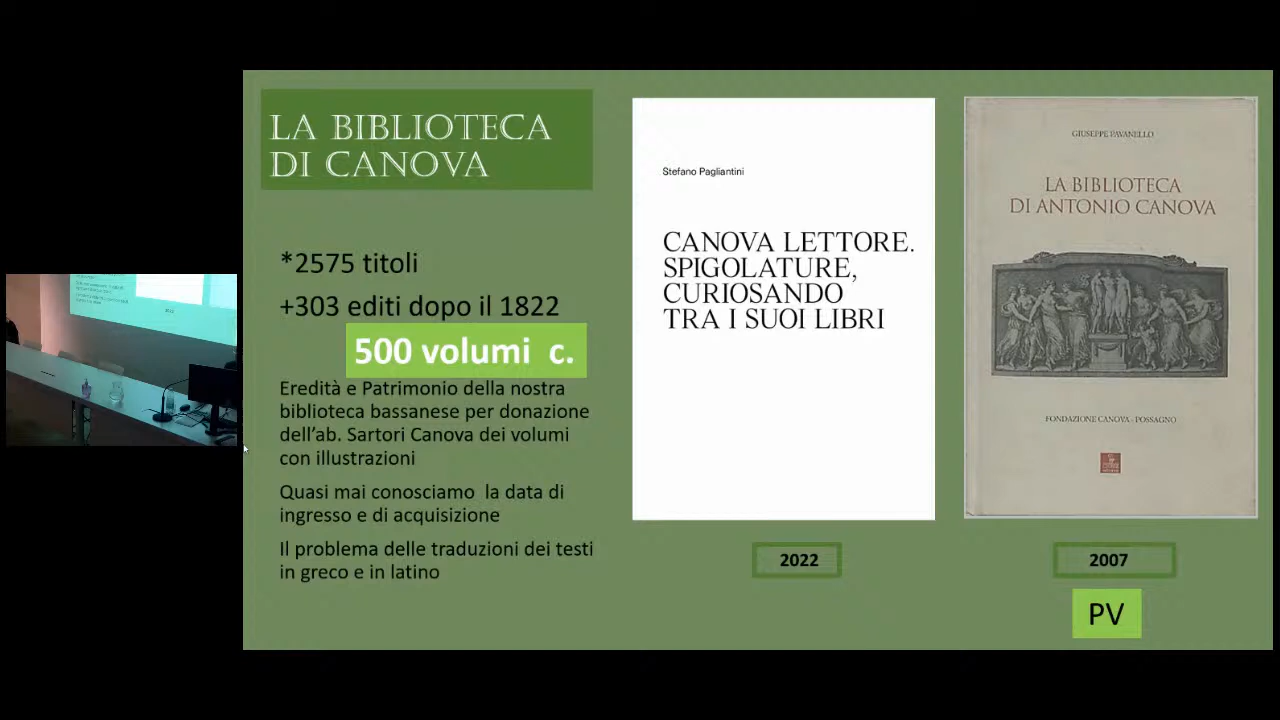 LA BIBLIOTECA
DI CANOVA
*2575 titoli
+303 editi dopo il 1822
500 volumi c.
Eredità e Patrimonio della nostra
biblioteca bassanese per donazione
dell'ab. Sartori Canova dei volumi
con illustrazioni
Quasi mai conosciamo la data di
ingresso e di acquisizione
Il problema delle traduzioni dei testi
in greco e in latino
Stefano Pagliantini
CANOVA LETTORE.
SPIGOLATURE,
CURIOSANDO
TRA I SUOI LIBRI
2022
GIUSEPPE PAVANELLO
LA BIBLIOTECA
DI ANTONIO CANOVA
FONDAZIONE CANOVA - POSSAGNO
2007
PV